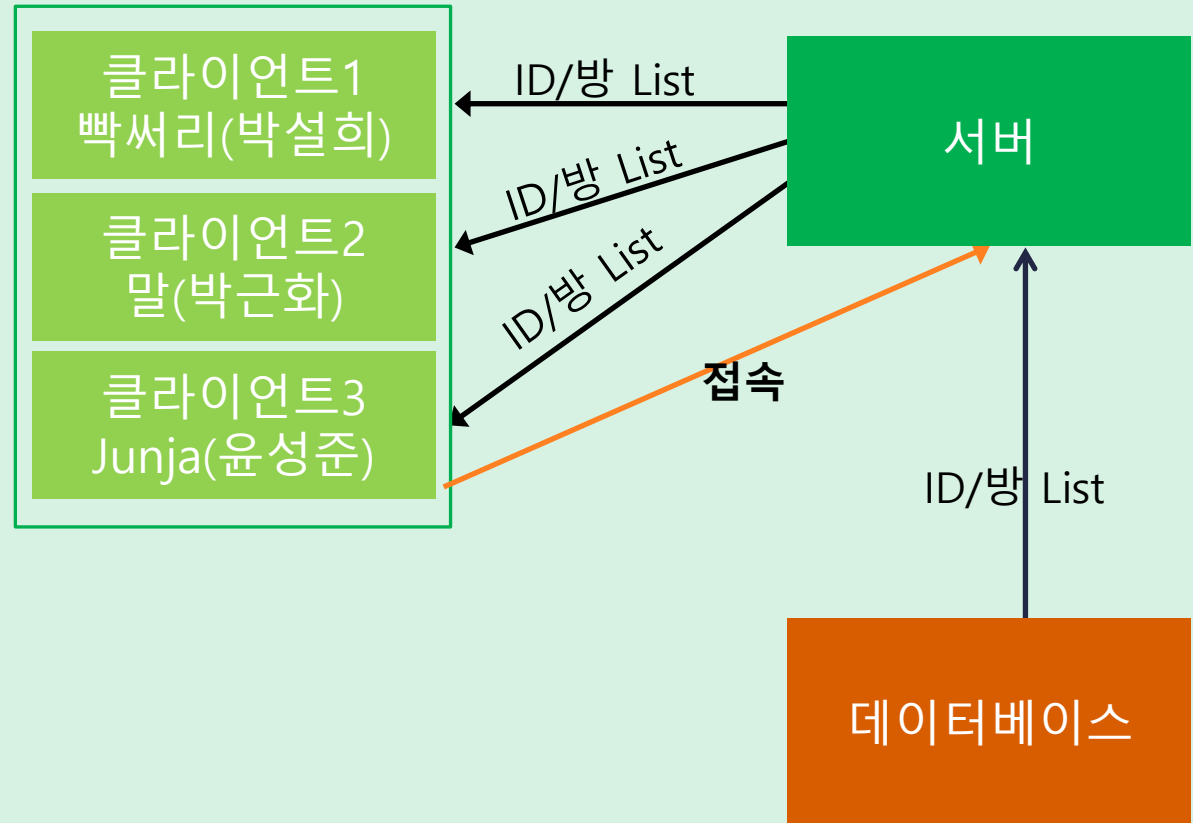 클라이언트1
빡써리(박설희)
클라이언트2
말(박근화)
클라이언트3
Junja(윤성준)
ID/방 List
ID/방 List
ID/방 List
접속
서버
ID/방 List
데이터베이스